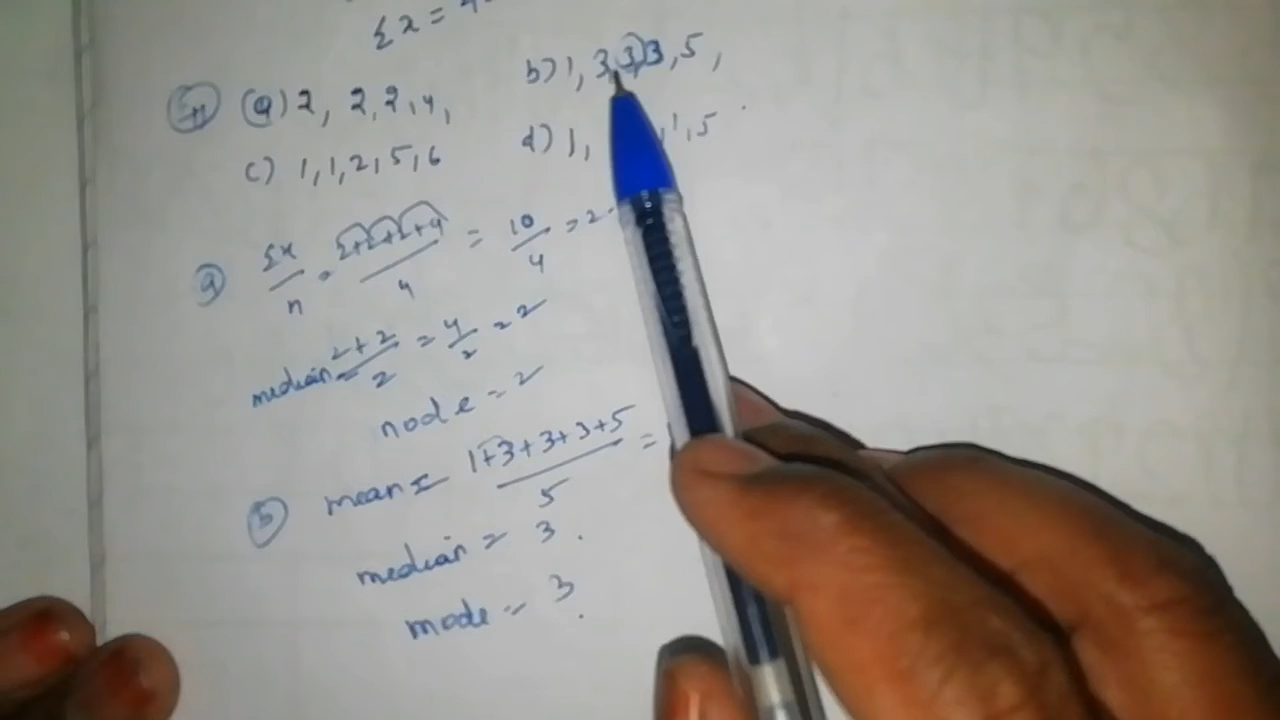 Σx =
(a) 2, 2, 2, 4,
b) 1, 3, 3, 3, 5,
c) 1, 1, 2, 5, 6
d) 1, 1, 5
a) Σx/n = 2+2+2+4/4 = 10/4 = 2.
median = 2+2/2 = 4/2 = 2
node = 2
b) mean = 1+3+3+3+5/5 =
median = 3.
mode = 3.